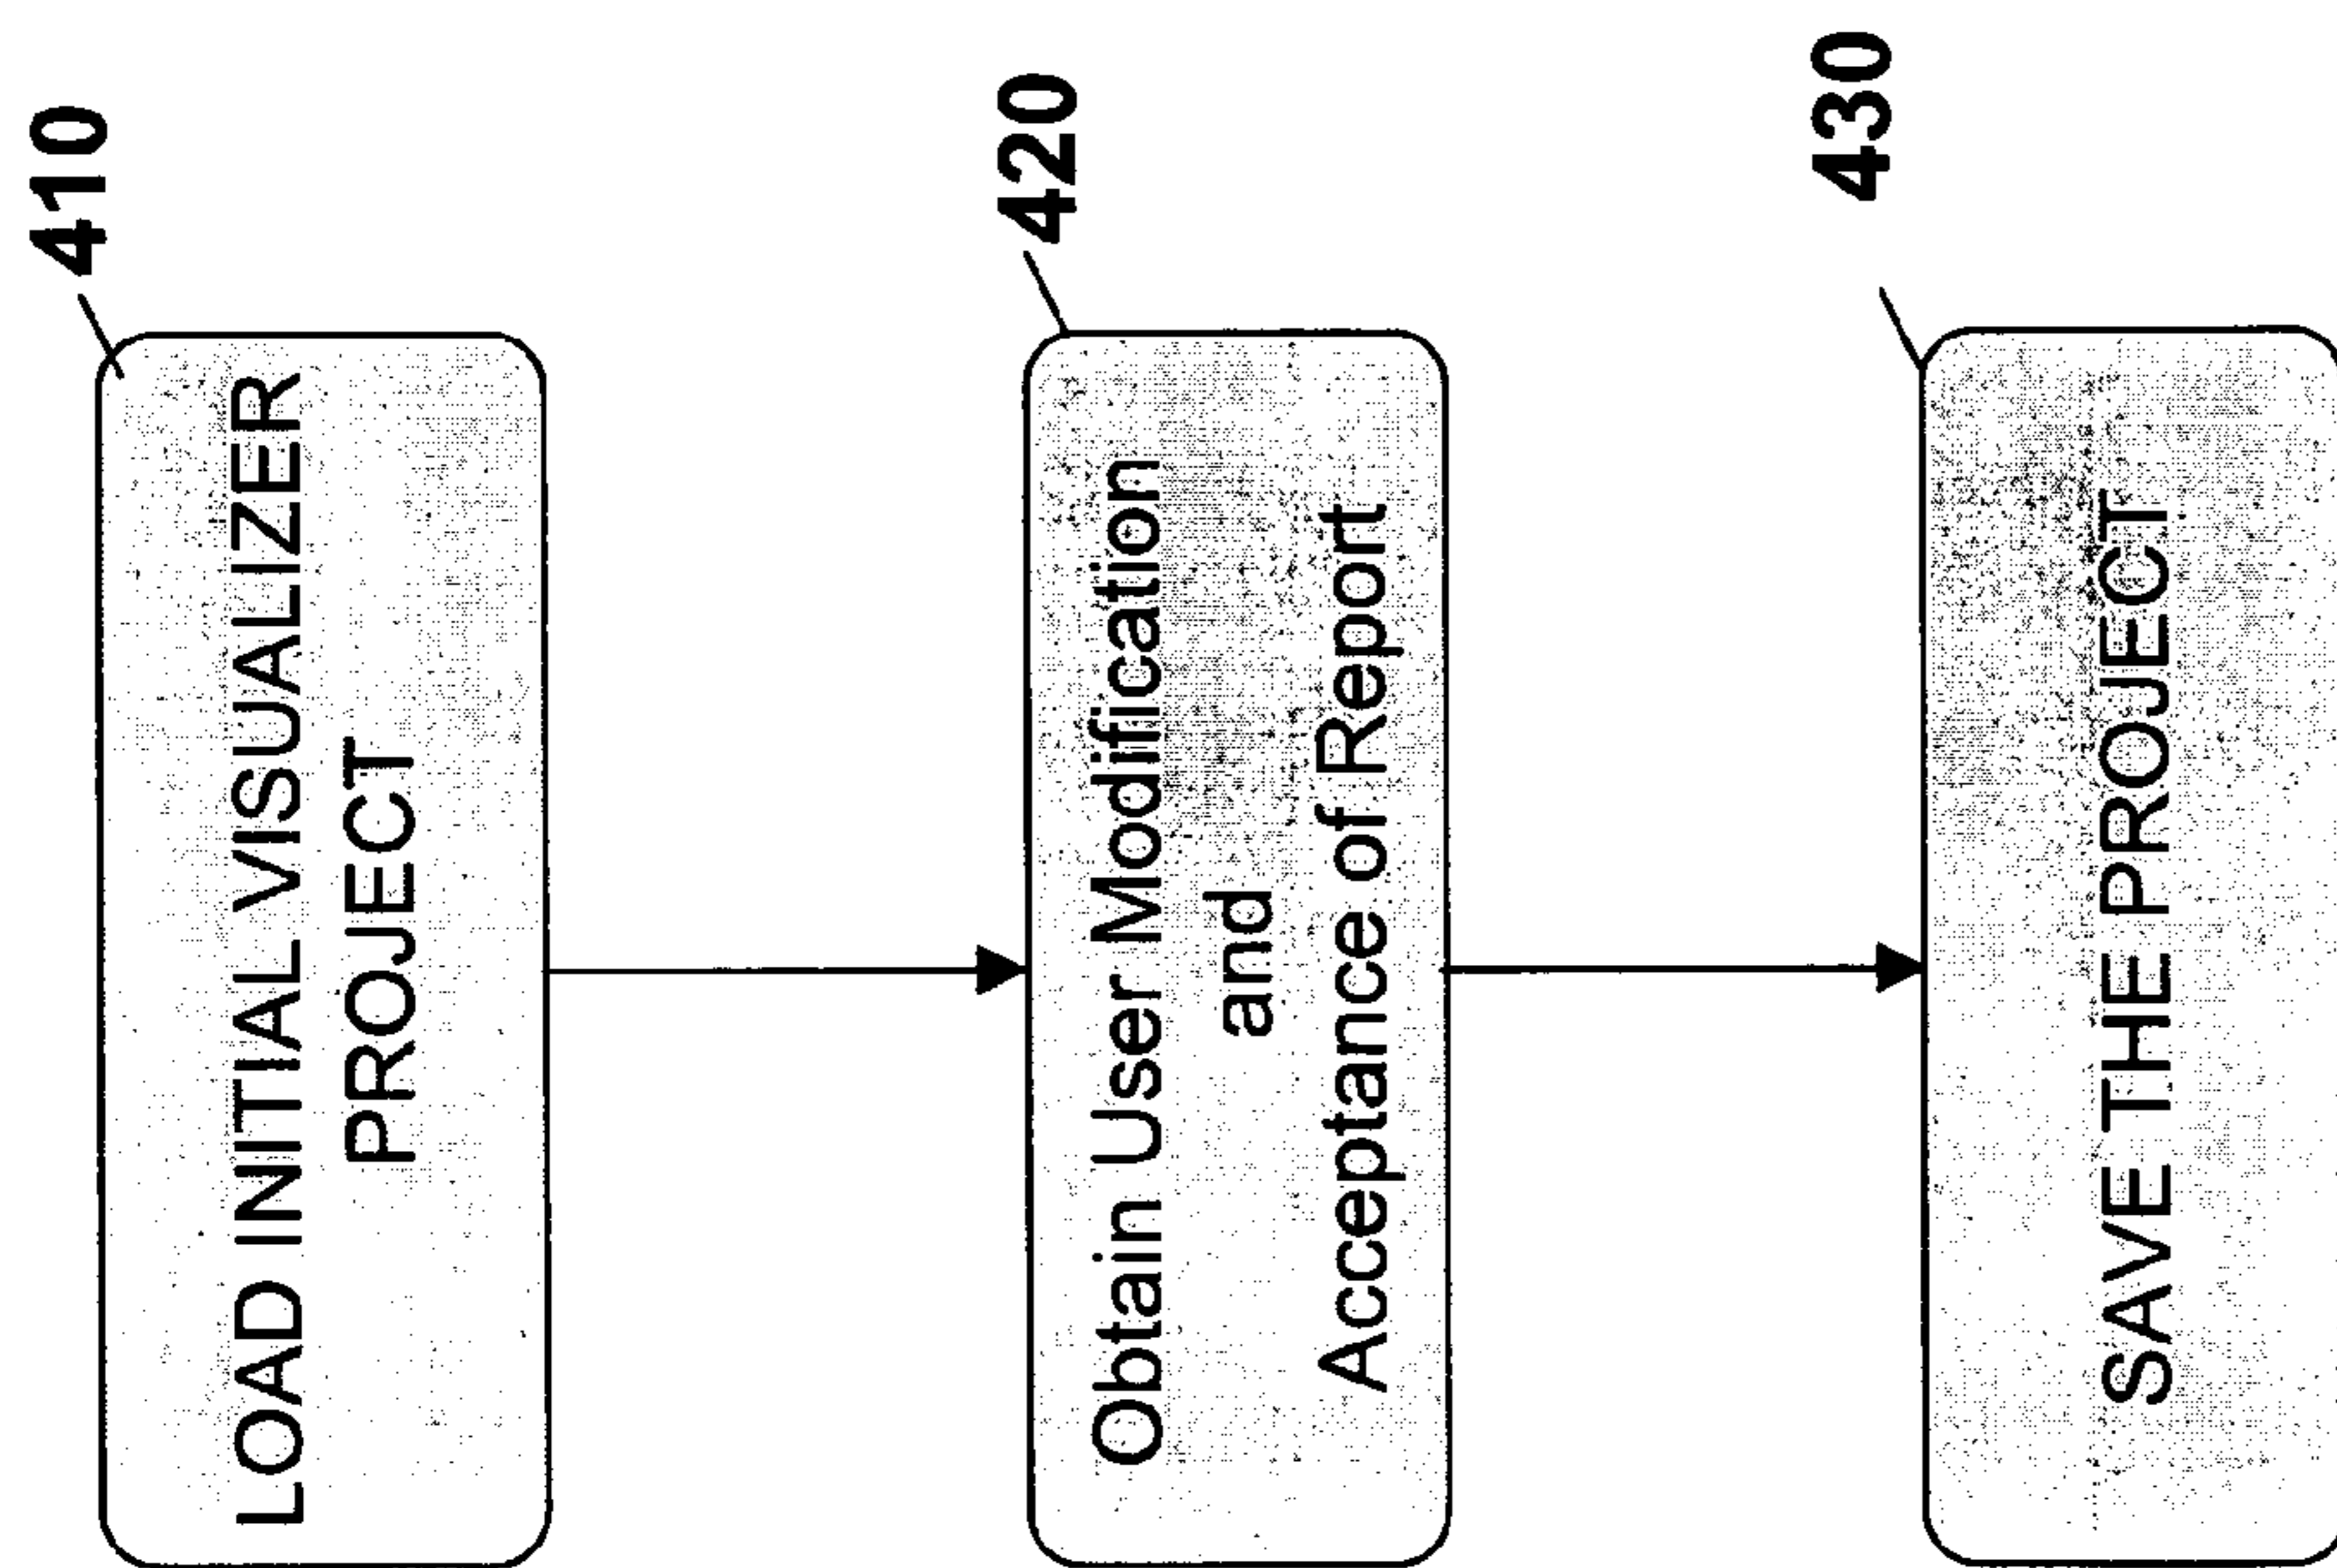 410
LOAD INITIAL VISUALIZER
PROJECT
420
Obtain User Modification
and
Acceptance of Report
430
SAVE THE PROJECT